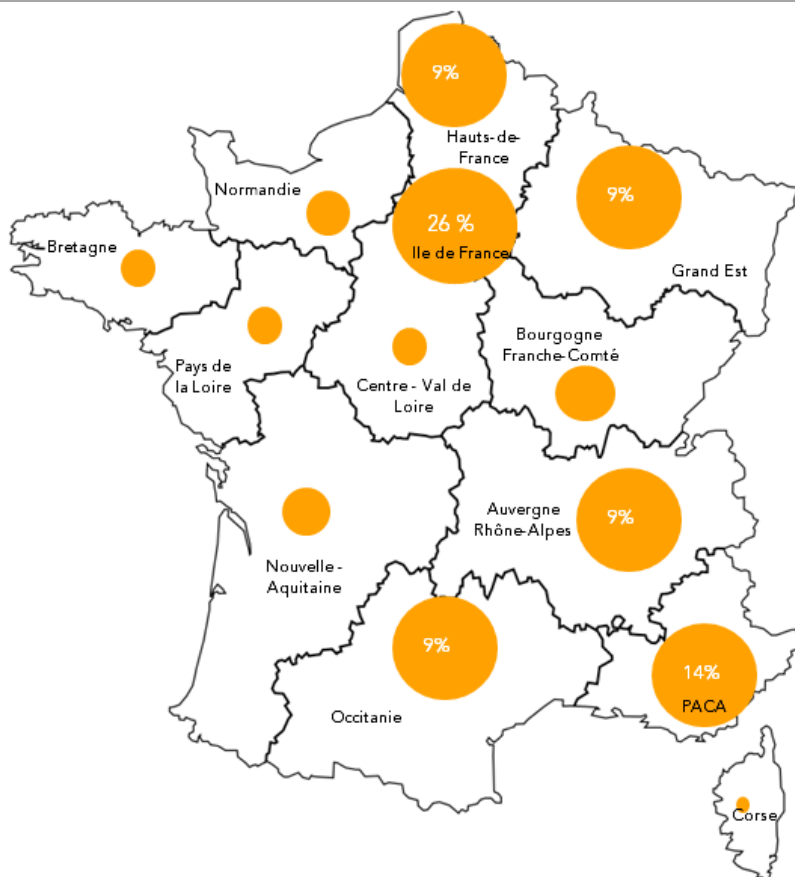 9%
Hauts-de-
France
Normandie
9%
26 %
Ile de France
Bretagne
Grand Est
Bourgogne
Franche-Comté
Pays de
la Loire
Centre - Val de
Loire
Auvergne
Rhône-Alpes
9%
Nouvelle -
Aquitaine
9%
Occitanie
14%
PACA
Corse